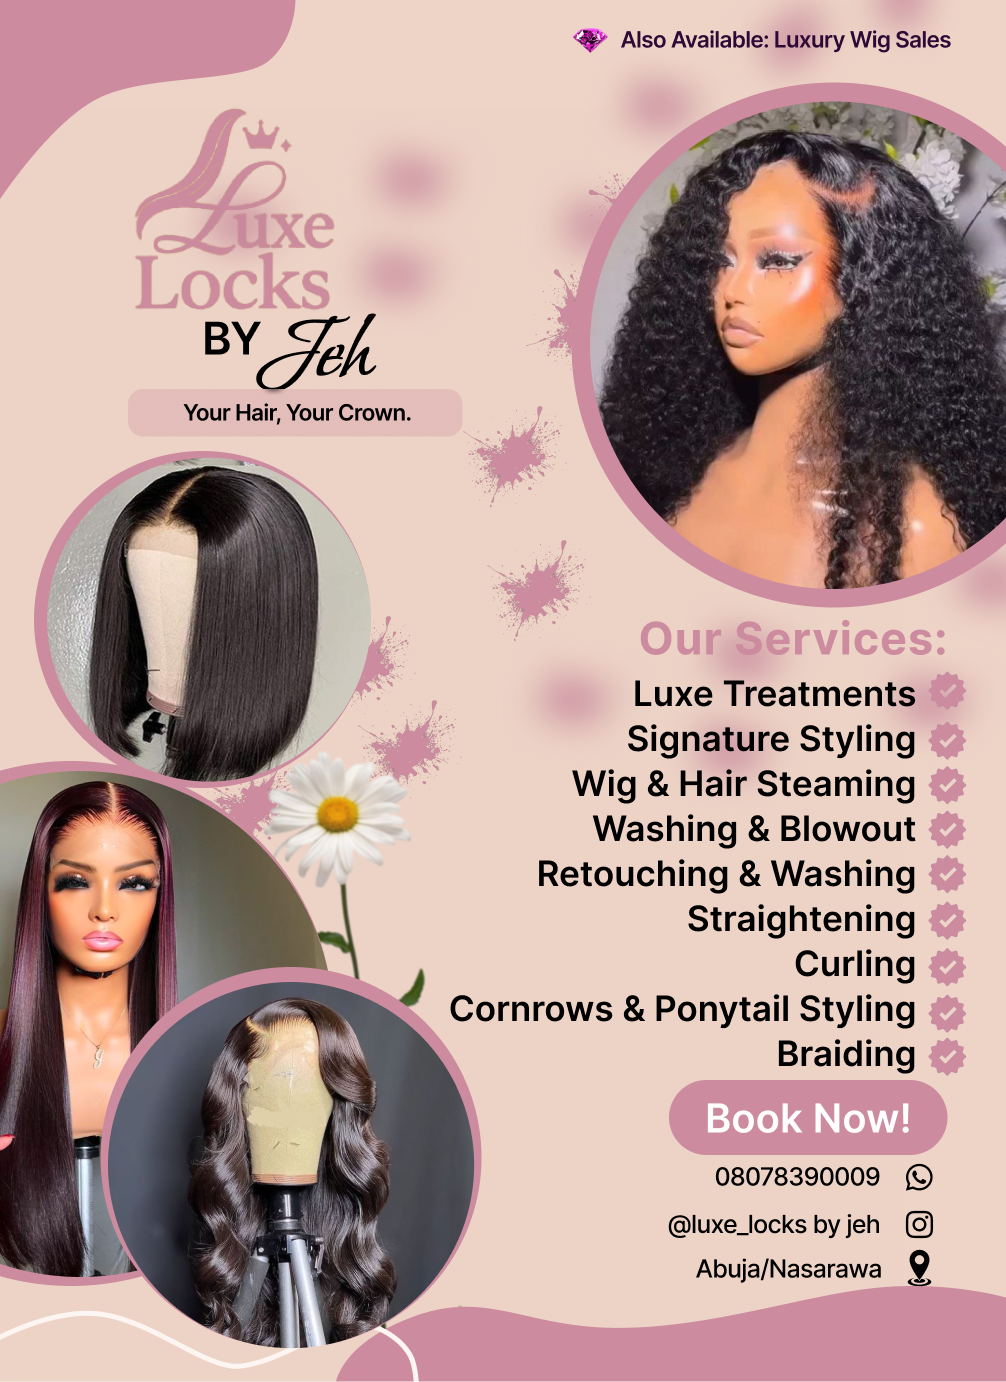 Also Available: Luxury Wig Sales
Luxe
Locks
BY Jeh
Your Hair, Your Crown.
Our Services:
Luxe Treatments
Signature Styling
Wig & Hair Steaming
Washing & Blowout
Retouching & Washing
Straightening
Curling
Cornrows & Ponytail Styling
Braiding
Book Now!
08078390009
@luxe_locks by jeh
Abuja/Nasarawa